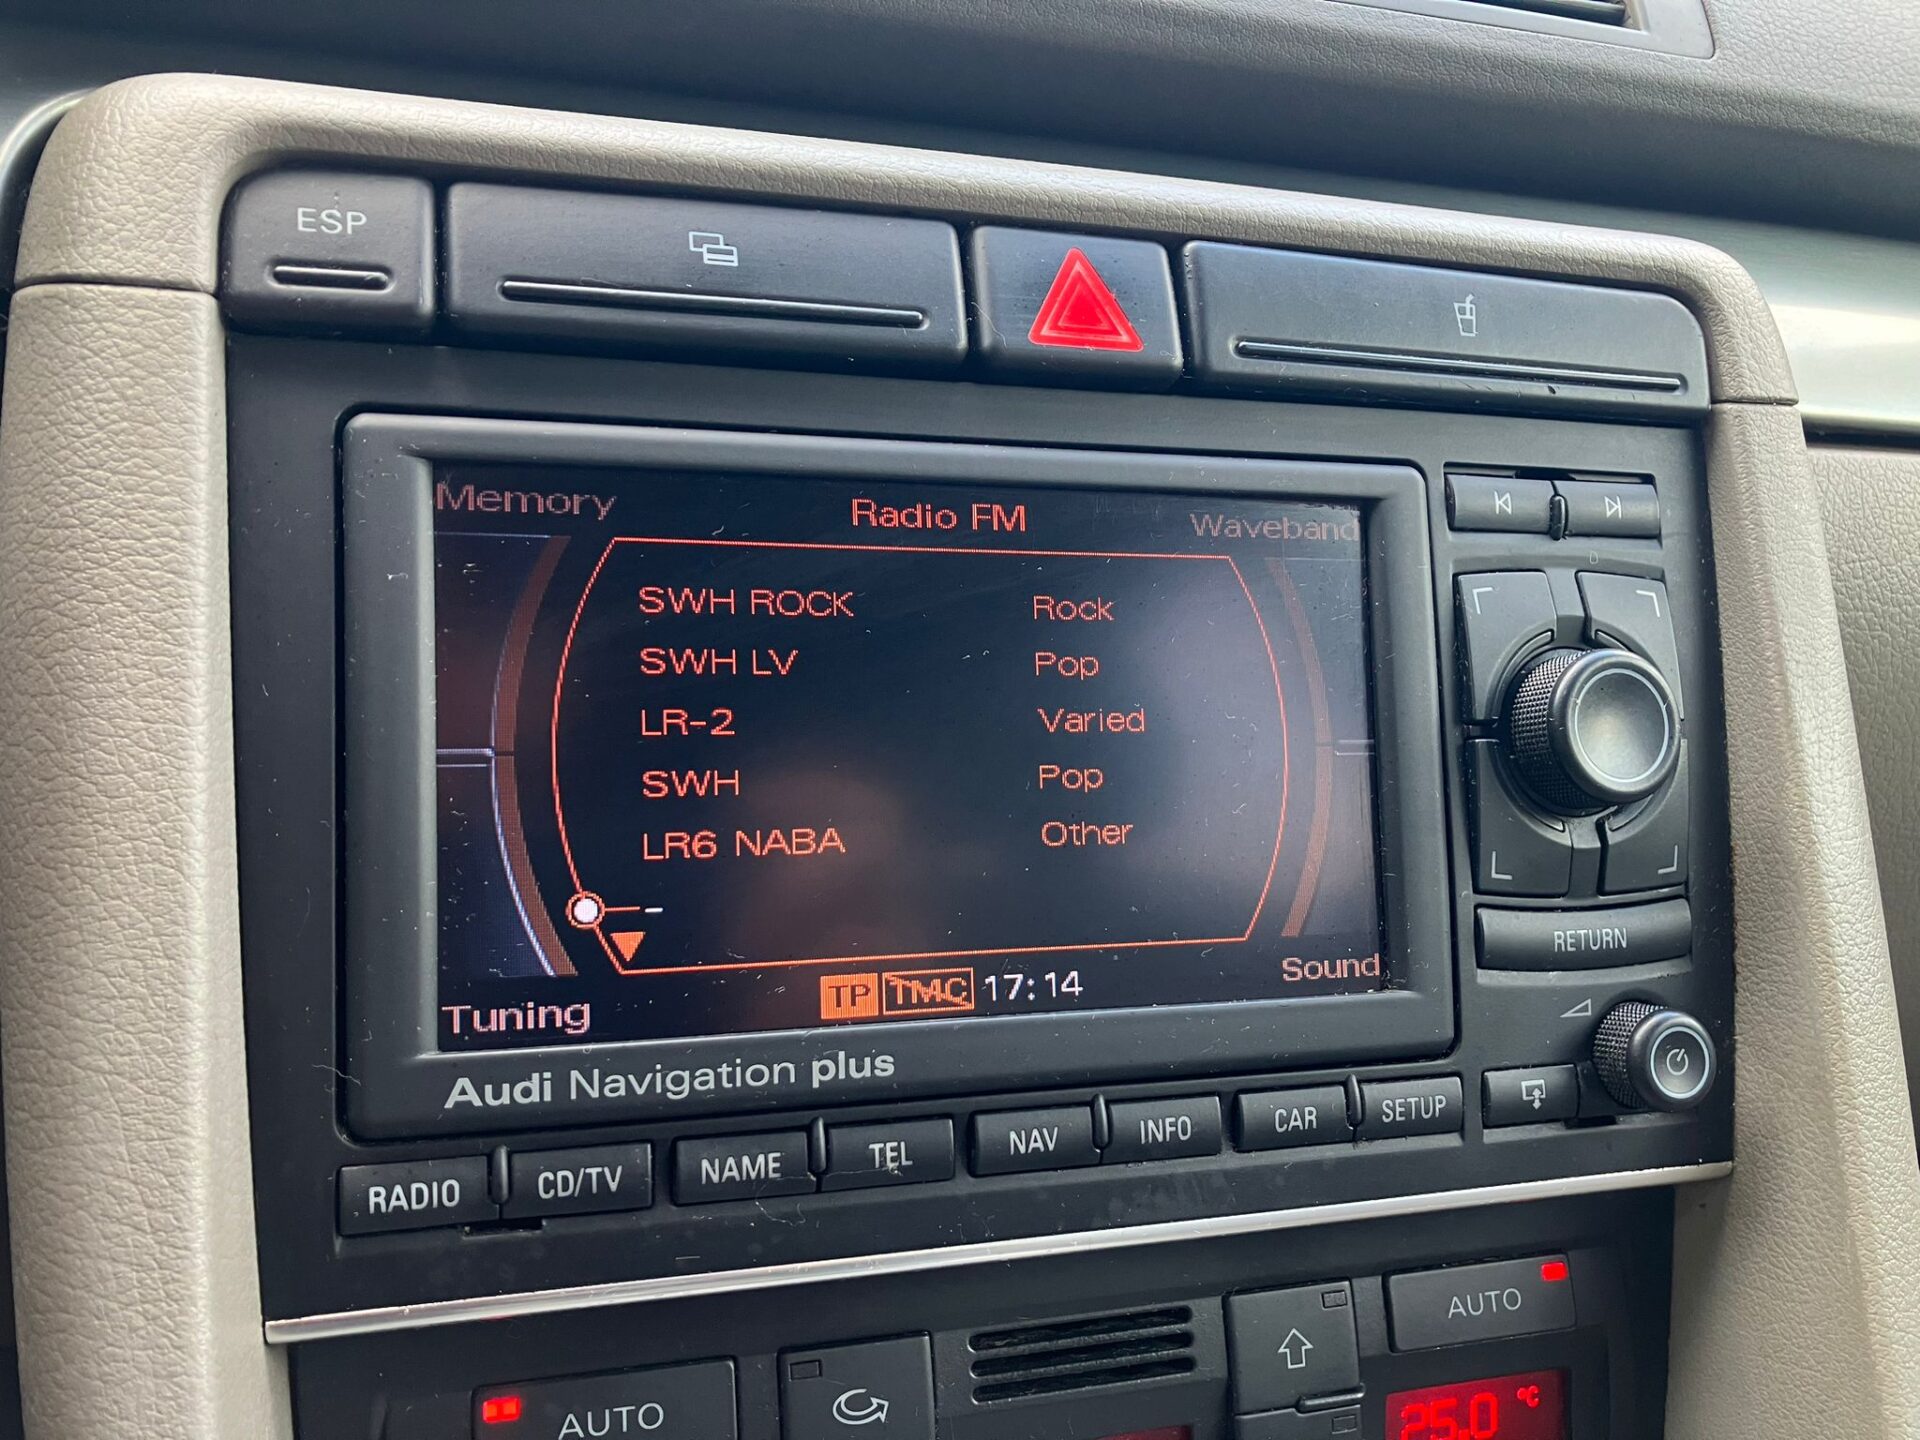 ESP
Memory
Radio FM
Waveband
SWH ROCK Rock
SWH LV Pop
LR-2 Varied
SWH Pop
LR6 NABA Other
-
Sound
TP TMC 17:14
Tuning
Audi Navigation plus
RETURN
RADIO CD/TV NAME TEL NAV INFO CAR SETUP
AUTO
AUTO
25.0 °C